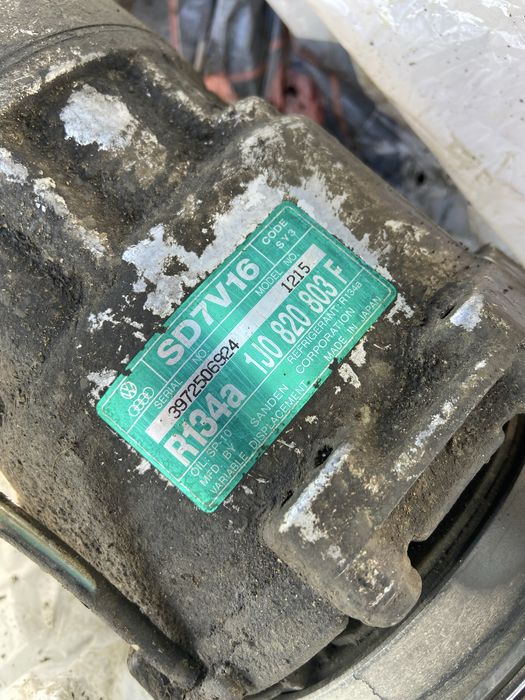 SD7V16 CODE SY3
SERIAL NO. MODEL NO.
3972506924 1215
R134a 1J0 820 803 F
OIL: SP-10 REFRIGERANT: R134a
MFD. BY SANDEN CORPORATION
VARIABLE DISPLACEMENT MADE IN JAPAN